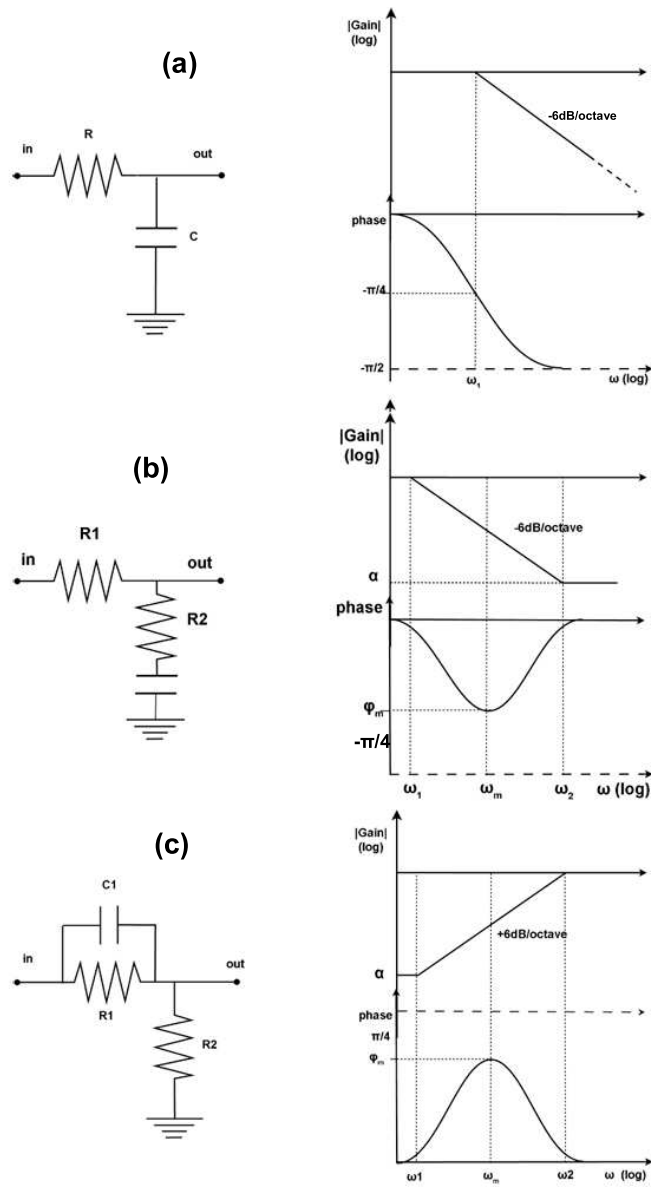 (a)
R
in
out
C
|Gain|
(log)
-6dB/octave
phase
-π/4
-π/2
ω1
ω (log)
(b)
R1
in
out
R2
|Gain|
(log)
-6dB/octave
α
phase
φm
-π/4
ω1
ωm
ω2
ω (log)
(c)
C1
in
out
R1
R2
|Gain|
(log)
+6dB/octave
α
phase
π/4
φm
ω1
ωm
ω2
ω (log)